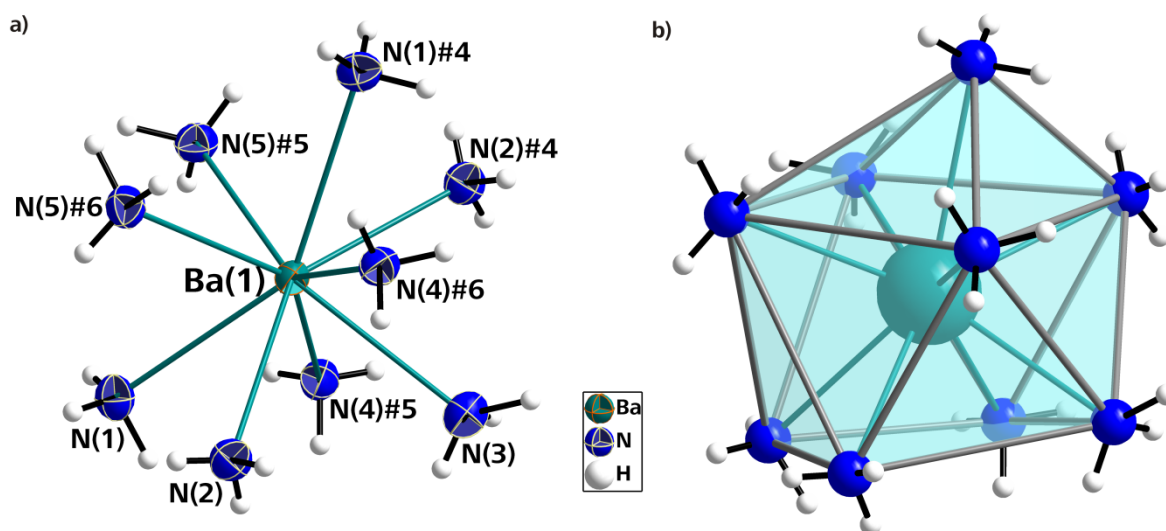 a)
b)
N(1)#4
N(5)#5
N(2)#4
N(5)#6
Ba(1)
N(4)#6
N(1)
N(4)#5
N(3)
N(2)
Ba
N
H